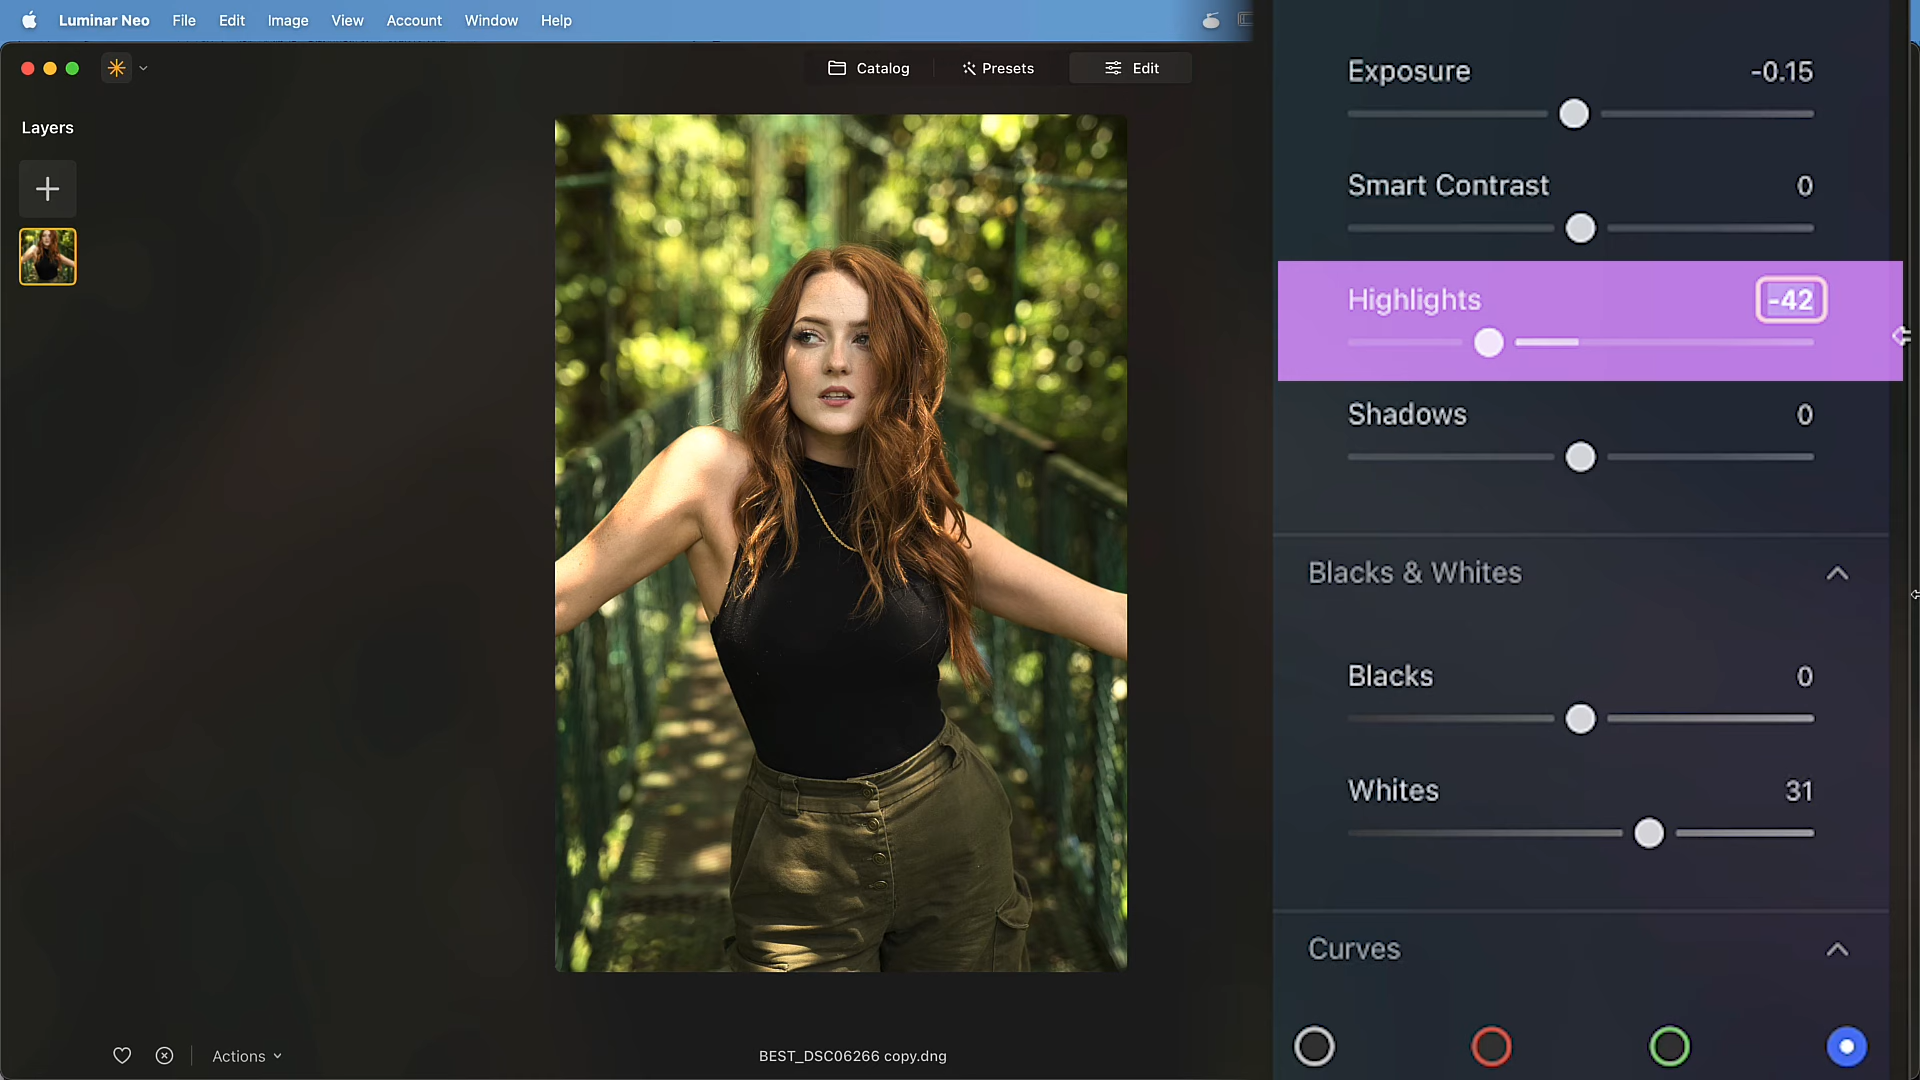 Luminar Neo File Edit Image View Account Window Help
Catalog Presets Edit
Layers
Exposure -0.15
Smart Contrast 0
Highlights -42
Shadows 0
Blacks & Whites
Blacks 0
Whites 31
Curves
Actions
BEST_DSC06266 copy.dng